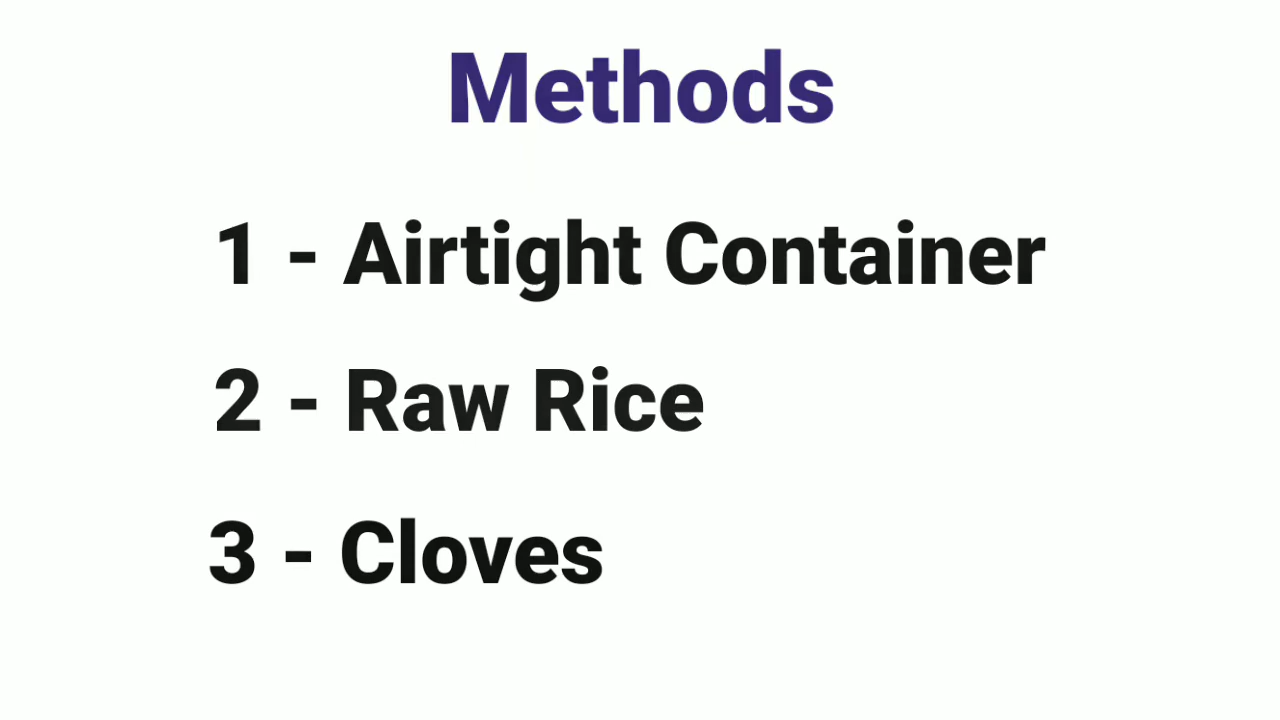 Methods
1 - Airtight Container
2 - Raw Rice
3 - Cloves